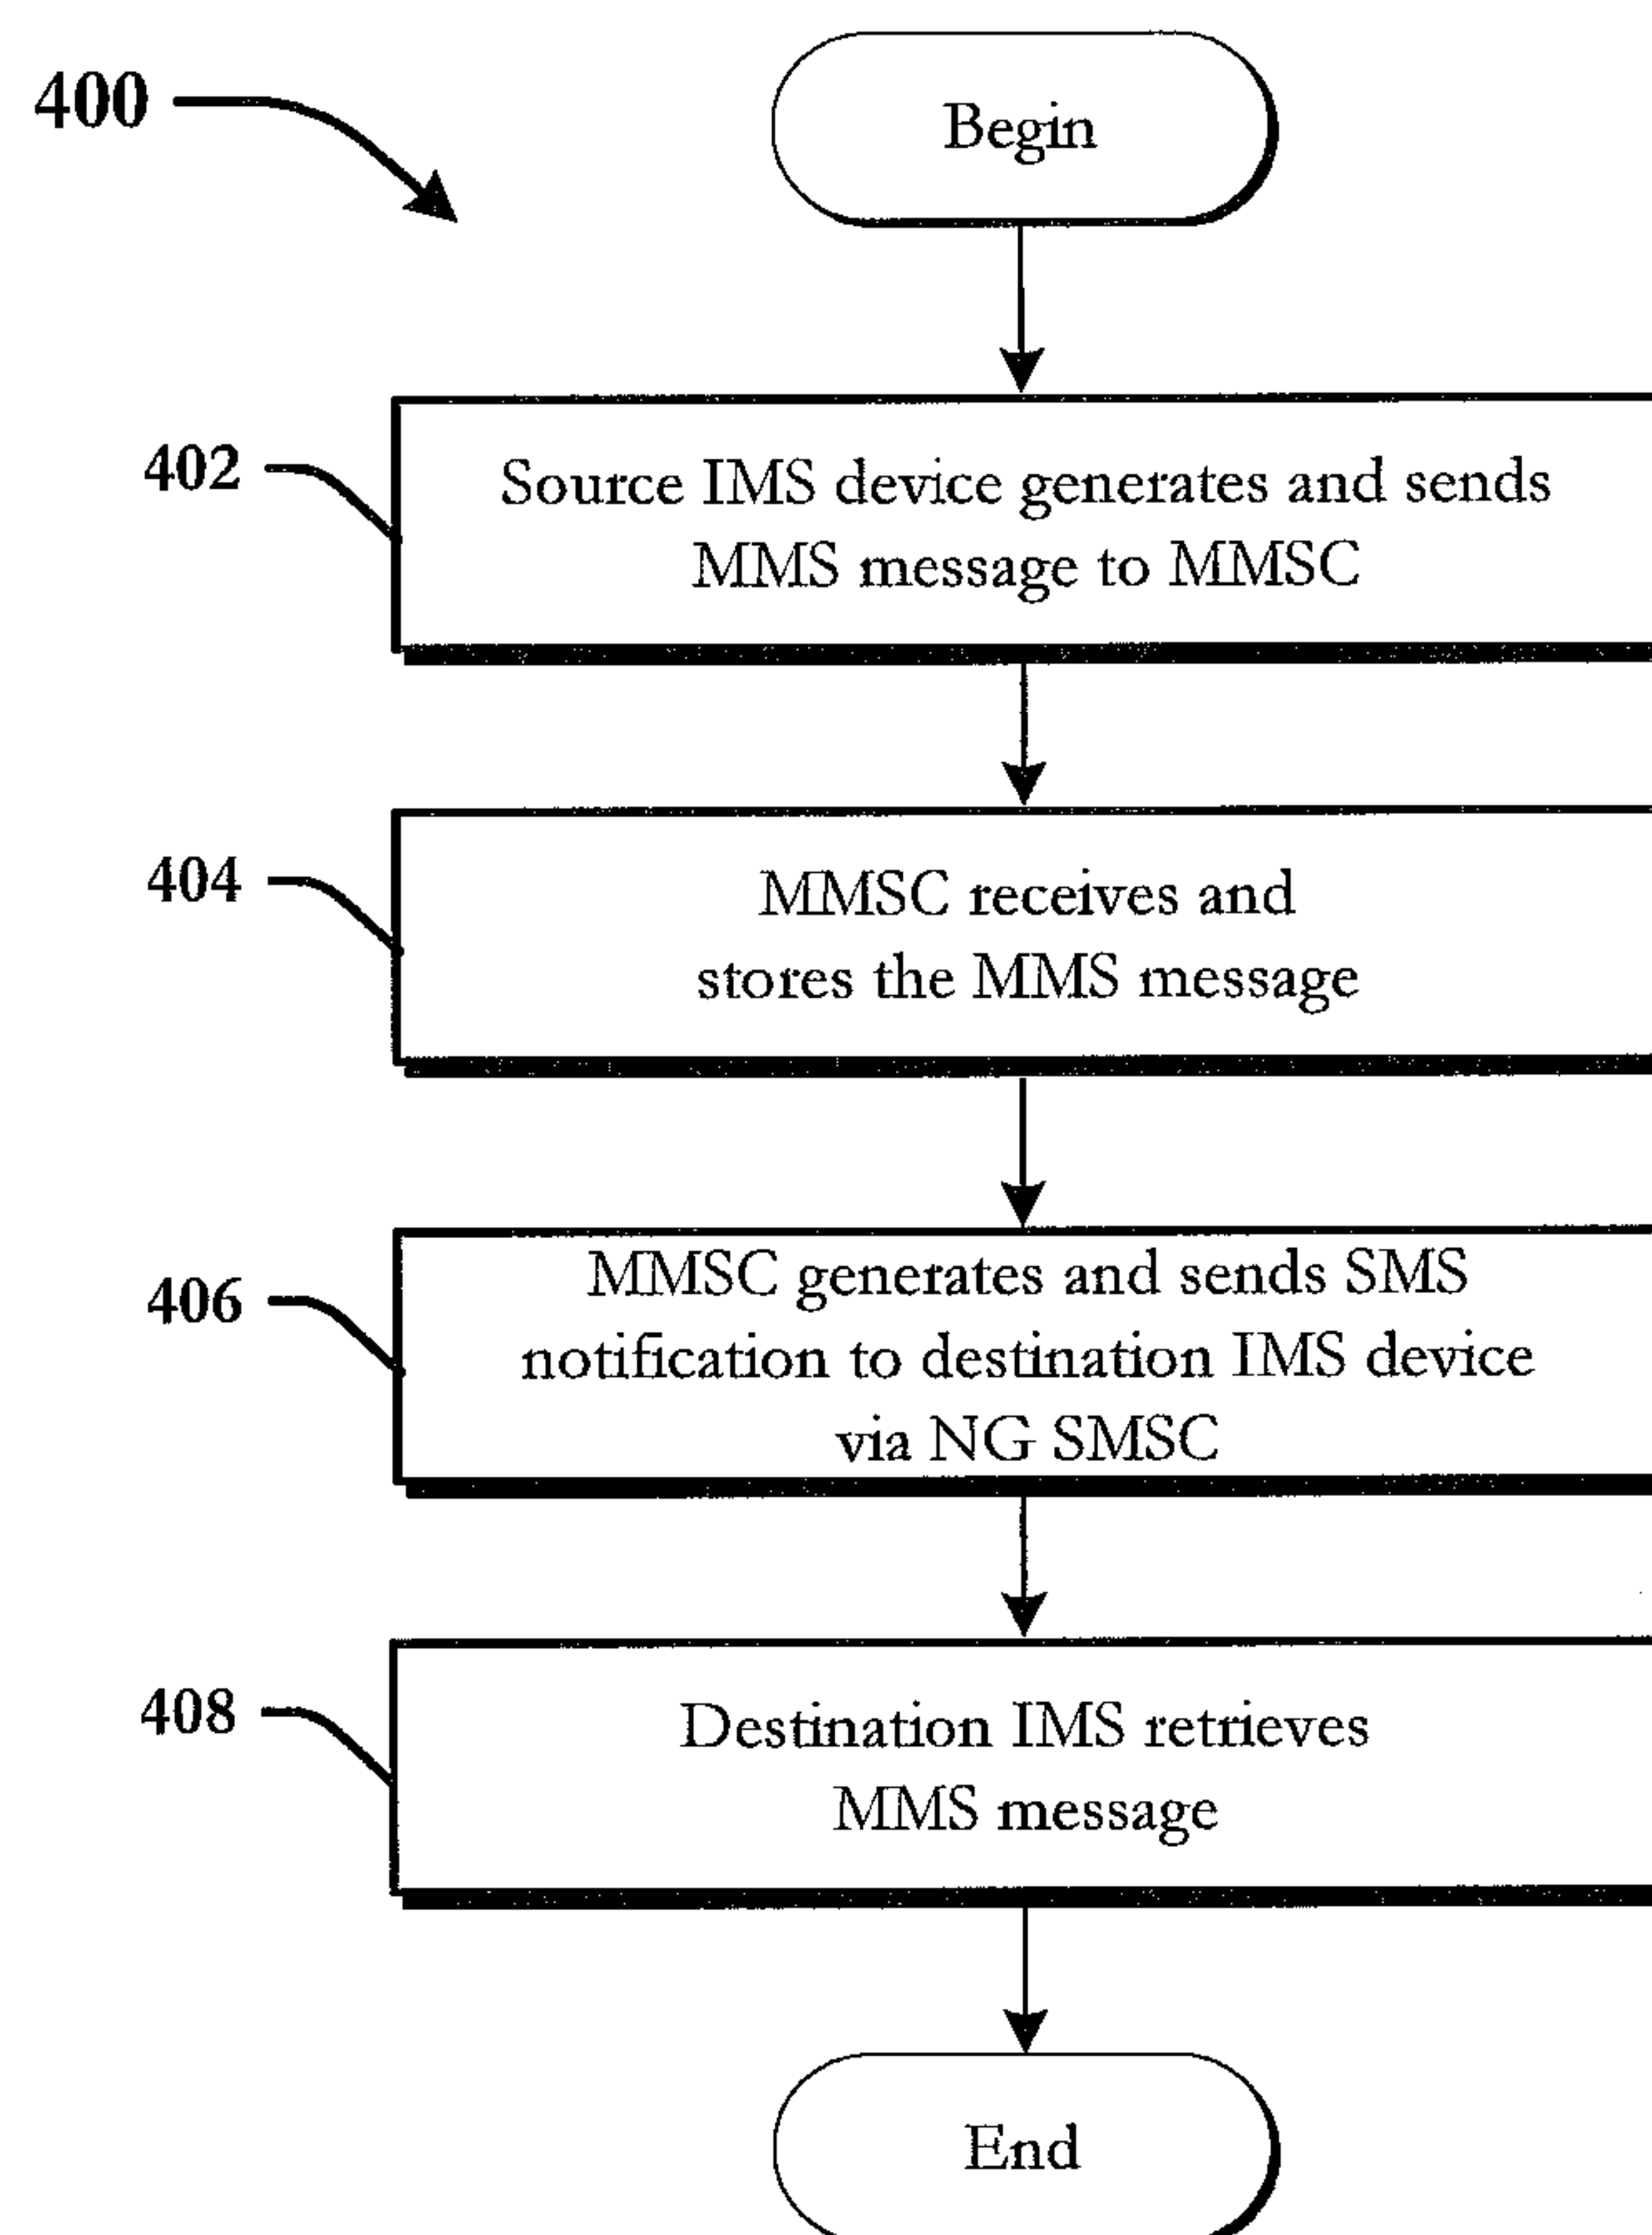 400
Begin
402
Source IMS device generates and sends
MMS message to MMSC
404
MMSC receives and
stores the MMS message
406
MMSC generates and sends SMS
notification to destination IMS device
via NG SMSC
408
Destination IMS retrieves
MMS message
End